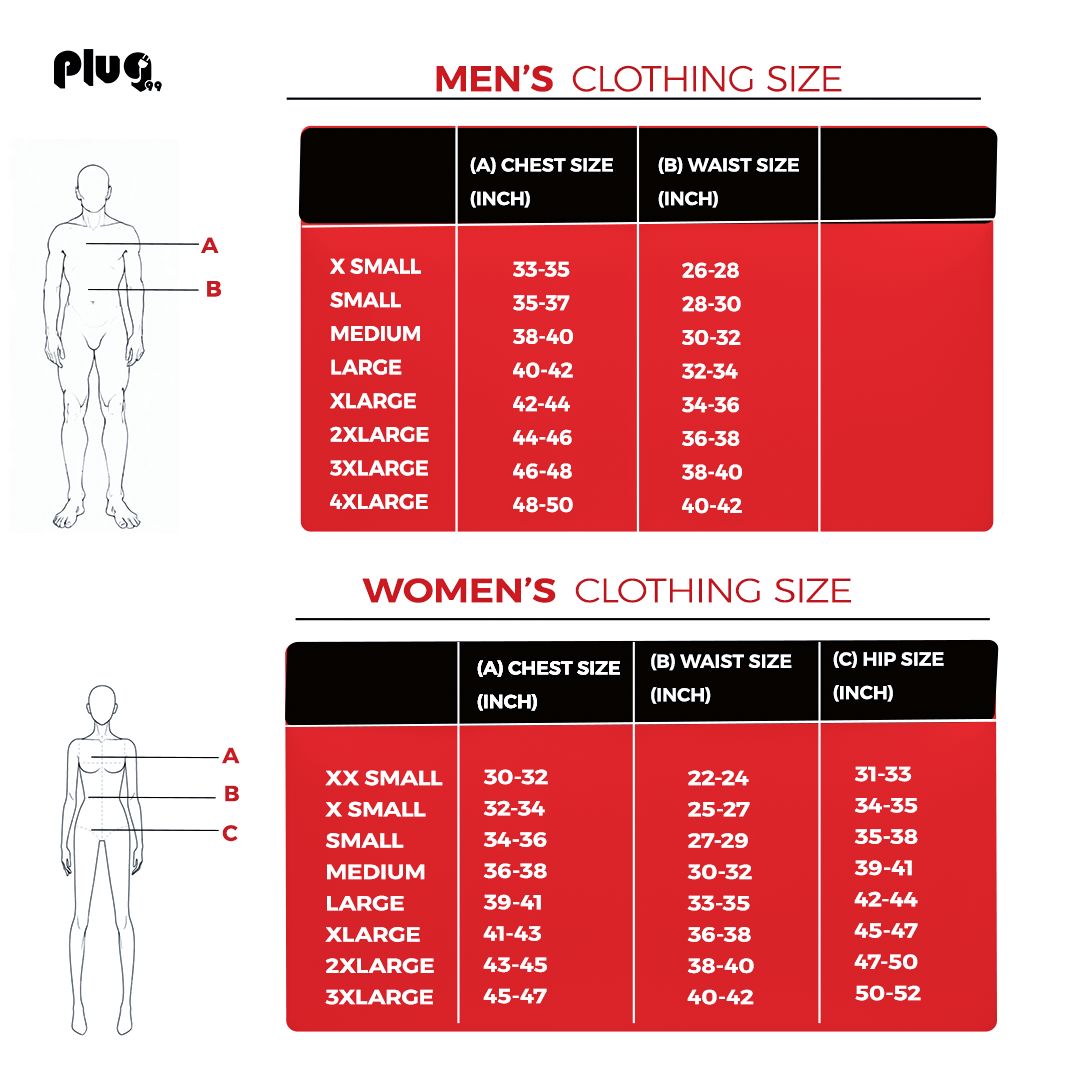 plug99
MEN'S CLOTHING SIZE
(A) CHEST SIZE (INCH) (B) WAIST SIZE (INCH)
A
B
X SMALL 33-35 26-28
SMALL 35-37 28-30
MEDIUM 38-40 30-32
LARGE 40-42 32-34
XLARGE 42-44 34-36
2XLARGE 44-46 36-38
3XLARGE 46-48 38-40
4XLARGE 48-50 40-42
WOMEN'S CLOTHING SIZE
(A) CHEST SIZE (INCH) (B) WAIST SIZE (INCH) (C) HIP SIZE (INCH)
A
B
C
XX SMALL 30-32 22-24 31-33
X SMALL 32-34 25-27 34-35
SMALL 34-36 27-29 35-38
MEDIUM 36-38 30-32 39-41
LARGE 39-41 33-35 42-44
XLARGE 41-43 36-38 45-47
2XLARGE 43-45 38-40 47-50
3XLARGE 45-47 40-42 50-52